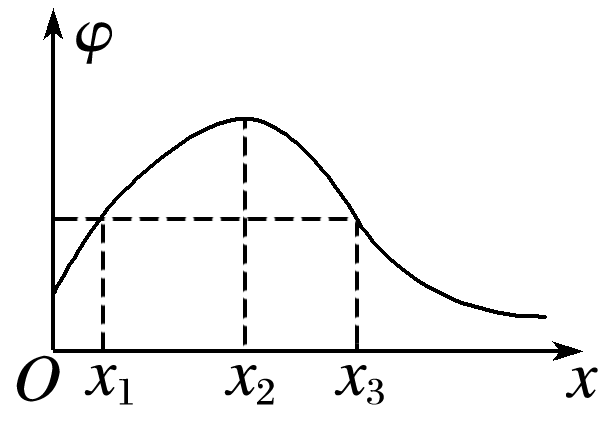 φ
O x₁ x₂ x₃ x